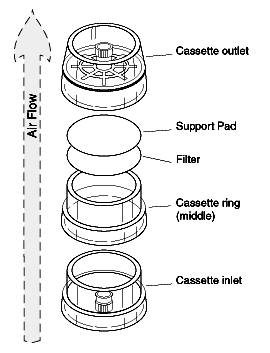 Cassette outlet
Air Flow
Support Pad
Filter
Cassette ring
(middle)
Cassette inlet